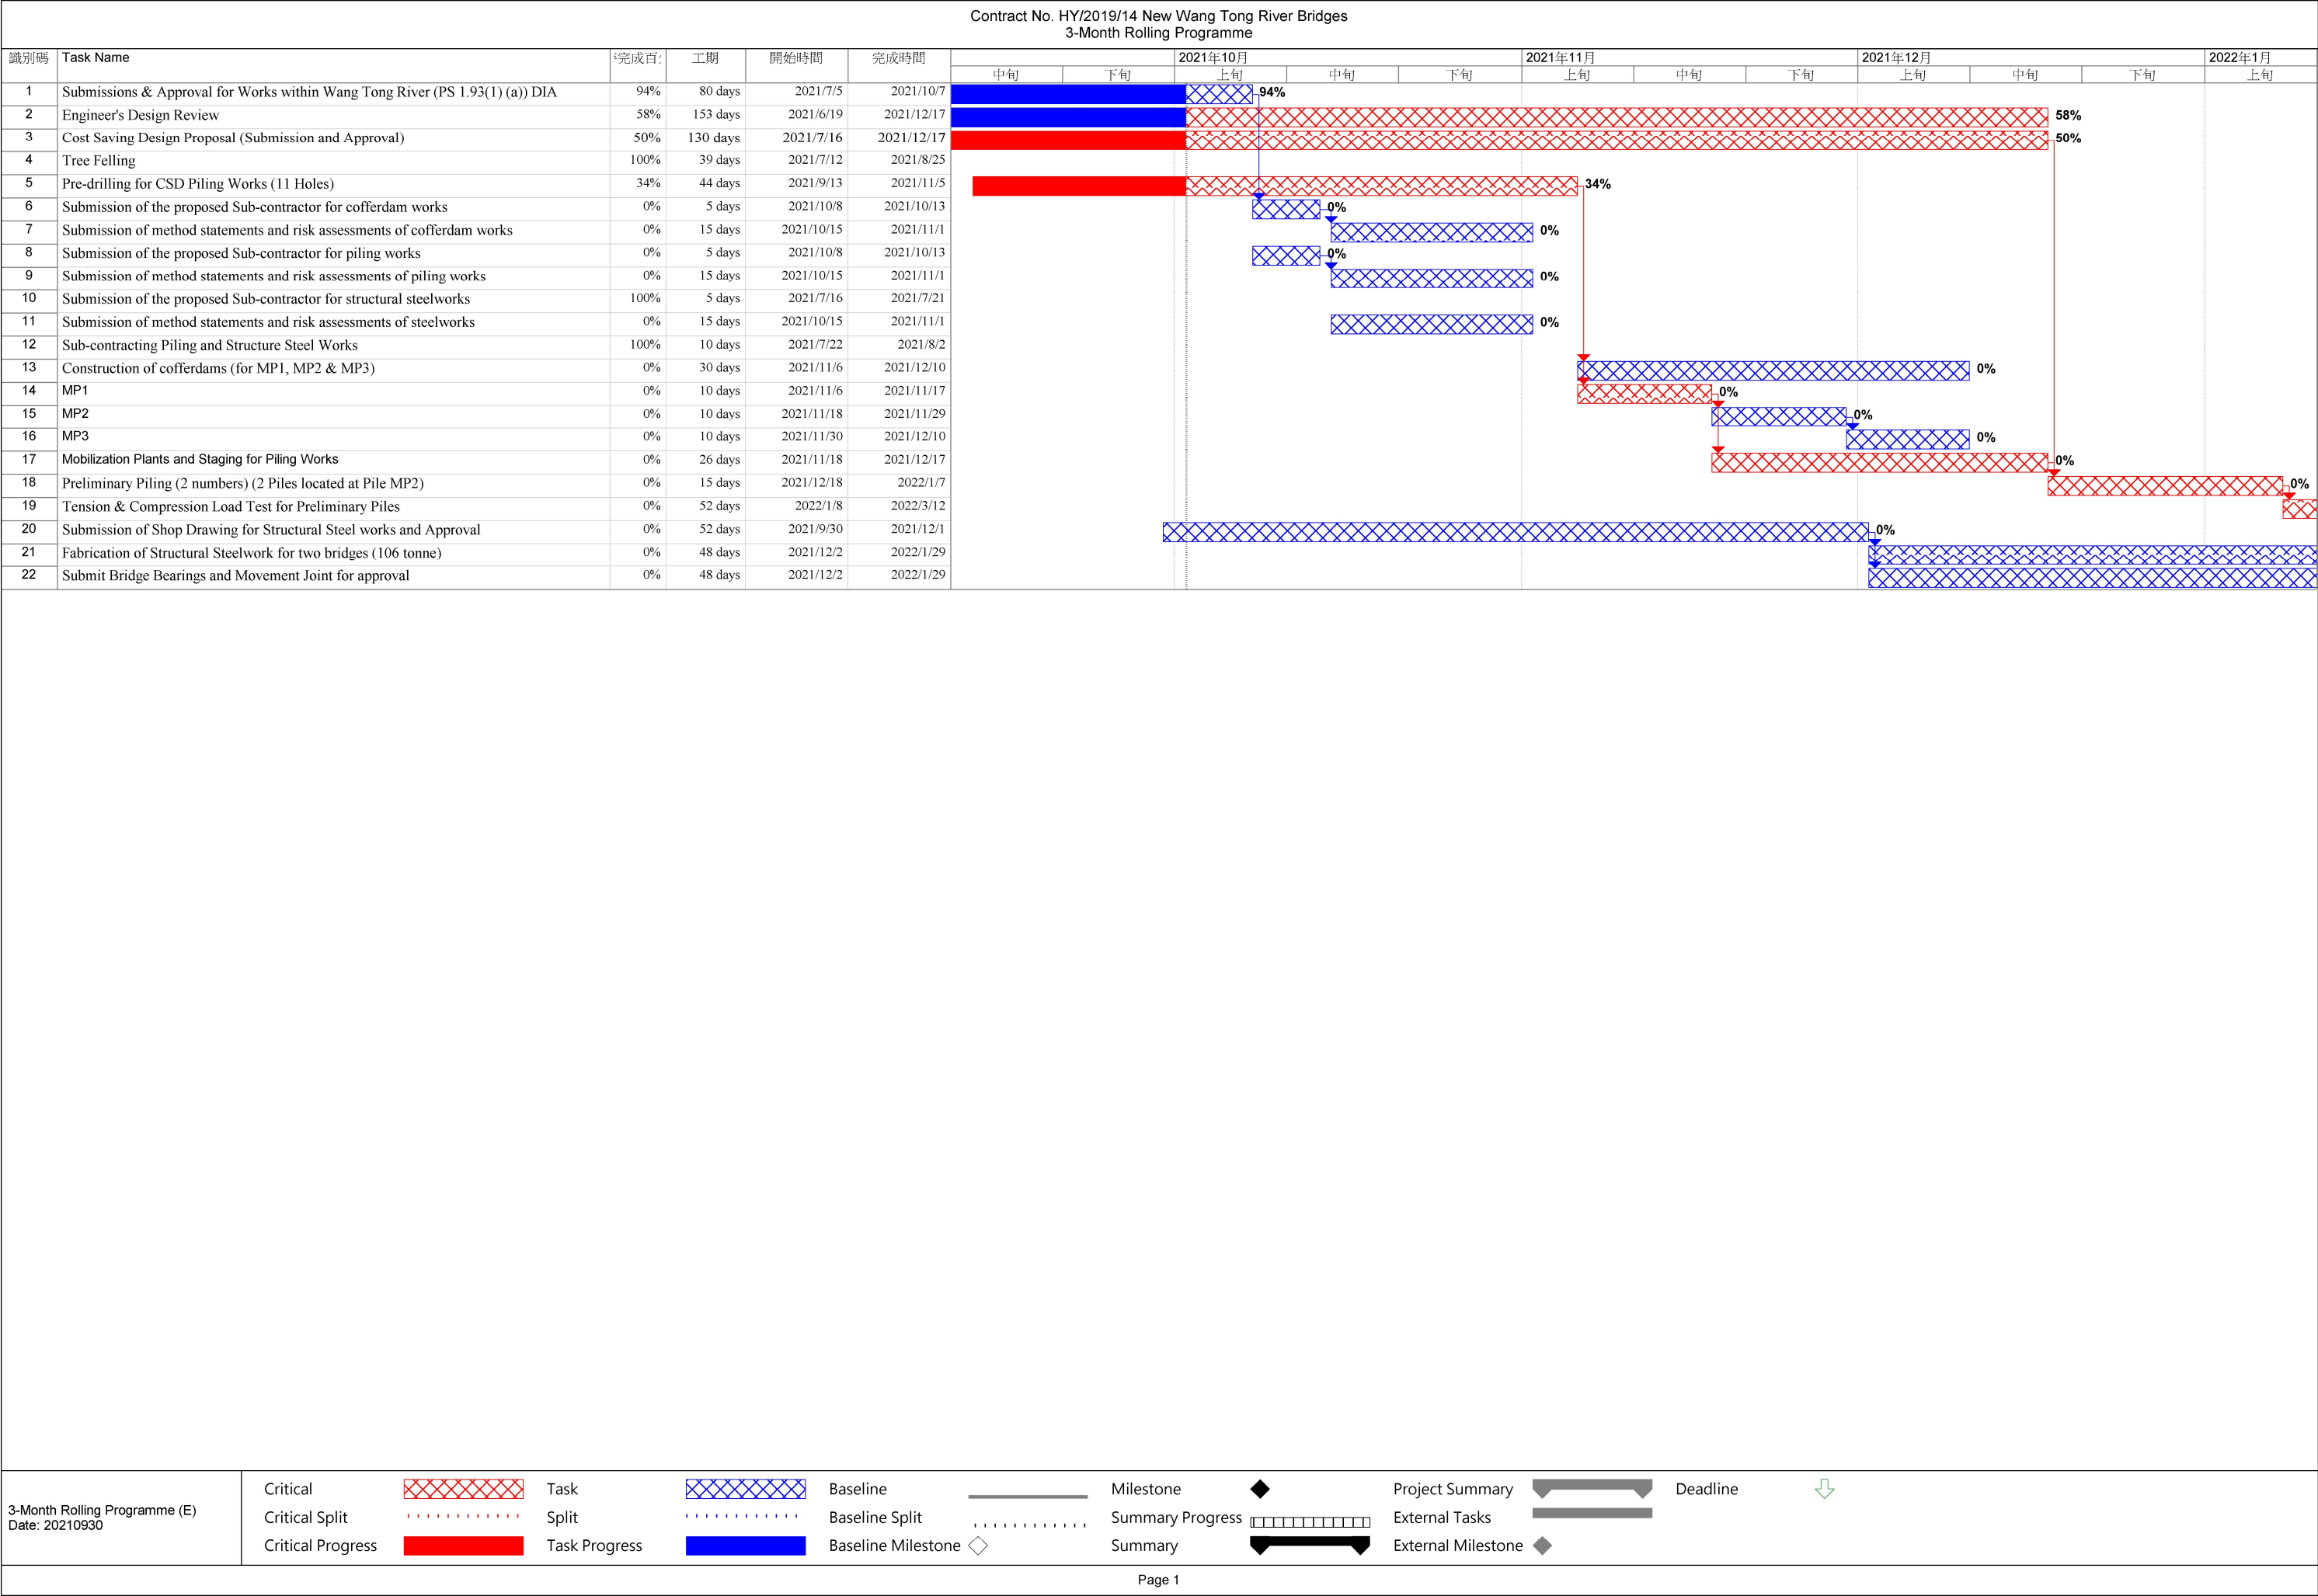 Contract No. HY/2019/14 New Wang Tong River Bridges
3-Month Rolling Programme
識別碼 Task Name 完成百 工期 開始時間 完成時間 2021年10月 2021年11月 2021年12月 2022年1月
中旬 下旬 上旬 中旬 下旬 上旬 中旬 下旬 上旬 中旬 下旬 上旬
1 Submissions & Approval for Works within Wang Tong River (PS 1.93(1) (a)) DIA 94% 80 days 2021/7/5 2021/10/7 94%
2 Engineer's Design Review 58% 153 days 2021/6/19 2021/12/17 58%
3 Cost Saving Design Proposal (Submission and Approval) 50% 130 days 2021/7/16 2021/12/17 50%
4 Tree Felling 100% 39 days 2021/7/12 2021/8/25
5 Pre-drilling for CSD Piling Works (11 Holes) 34% 44 days 2021/9/13 2021/11/5 34%
6 Submission of the proposed Sub-contractor for cofferdam works 0% 5 days 2021/10/8 2021/10/13 0%
7 Submission of method statements and risk assessments of cofferdam works 0% 15 days 2021/10/15 2021/11/1 0%
8 Submission of the proposed Sub-contractor for piling works 0% 5 days 2021/10/8 2021/10/13 0%
9 Submission of method statements and risk assessments of piling works 0% 15 days 2021/10/15 2021/11/1 0%
10 Submission of the proposed Sub-contractor for structural steelworks 100% 5 days 2021/7/16 2021/7/21
11 Submission of method statements and risk assessments of steelworks 0% 15 days 2021/10/15 2021/11/1 0%
12 Sub-contracting Piling and Structure Steel Works 100% 10 days 2021/7/22 2021/8/2
13 Construction of cofferdams (for MP1, MP2 & MP3) 0% 30 days 2021/11/6 2021/12/10 0%
14 MP1 0% 10 days 2021/11/6 2021/11/17 0%
15 MP2 0% 10 days 2021/11/18 2021/11/29 0%
16 MP3 0% 10 days 2021/11/30 2021/12/10 0%
17 Mobilization Plants and Staging for Piling Works 0% 26 days 2021/11/18 2021/12/17 0%
18 Preliminary Piling (2 numbers) (2 Piles located at Pile MP2) 0% 15 days 2021/12/18 2022/1/7 0%
19 Tension & Compression Load Test for Preliminary Piles 0% 52 days 2022/1/8 2022/3/12
20 Submission of Shop Drawing for Structural Steel works and Approval 0% 52 days 2021/9/30 2021/12/1 0%
21 Fabrication of Structural Steelwork for two bridges (106 tonne) 0% 48 days 2021/12/2 2022/1/29
22 Submit Bridge Bearings and Movement Joint for approval 0% 48 days 2021/12/2 2022/1/29
3-Month Rolling Programme (E)
Date: 20210930
Critical Task Baseline Milestone Project Summary Deadline
Critical Split Split Baseline Split Summary Progress External Tasks
Critical Progress Task Progress Baseline Milestone Summary External Milestone
Page 1